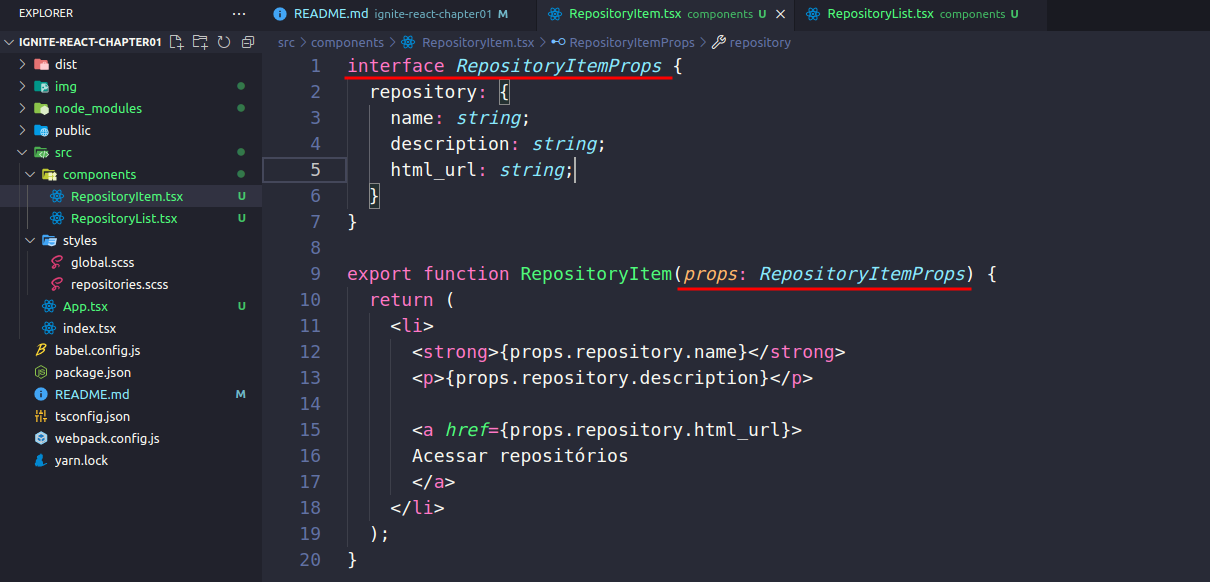 EXPLORER ...
README.md ignite-react-chapter01 M
RepositoryItem.tsx components U
RepositoryList.tsx components U
IGNITE-REACT-CHAPTER01
src > components > RepositoryItem.tsx > RepositoryItemProps > repository
dist
img
node_modules
public
src
components
RepositoryItem.tsx U
RepositoryList.tsx U
styles
global.scss
repositories.scss
App.tsx U
index.tsx
babel.config.js
package.json
README.md M
tsconfig.json
webpack.config.js
yarn.lock
1 interface RepositoryItemProps {
2 repository: {
3 name: string;
4 description: string;
5 html_url: string;
6 }
7 }
8
9 export function RepositoryItem(props: RepositoryItemProps) {
10 return (
11 <li>
12 <strong>{props.repository.name}</strong>
13 <p>{props.repository.description}</p>
14
15 <a href={props.repository.html_url}>
16 Acessar repositórios
17 </a>
18 </li>
19 );
20 }